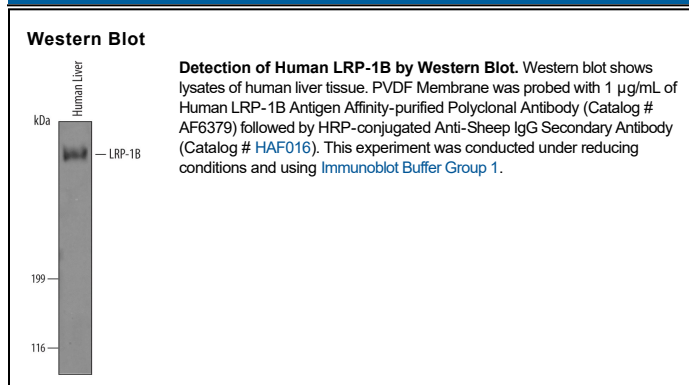 Western Blot
Human Liver
kDa
LRP-1B
199
116
Detection of Human LRP-1B by Western Blot. Western blot shows
lysates of human liver tissue. PVDF Membrane was probed with 1 µg/mL of
Human LRP-1B Antigen Affinity-purified Polyclonal Antibody (Catalog #
AF6379) followed by HRP-conjugated Anti-Sheep IgG Secondary Antibody
(Catalog # HAF016). This experiment was conducted under reducing
conditions and using Immunoblot Buffer Group 1.